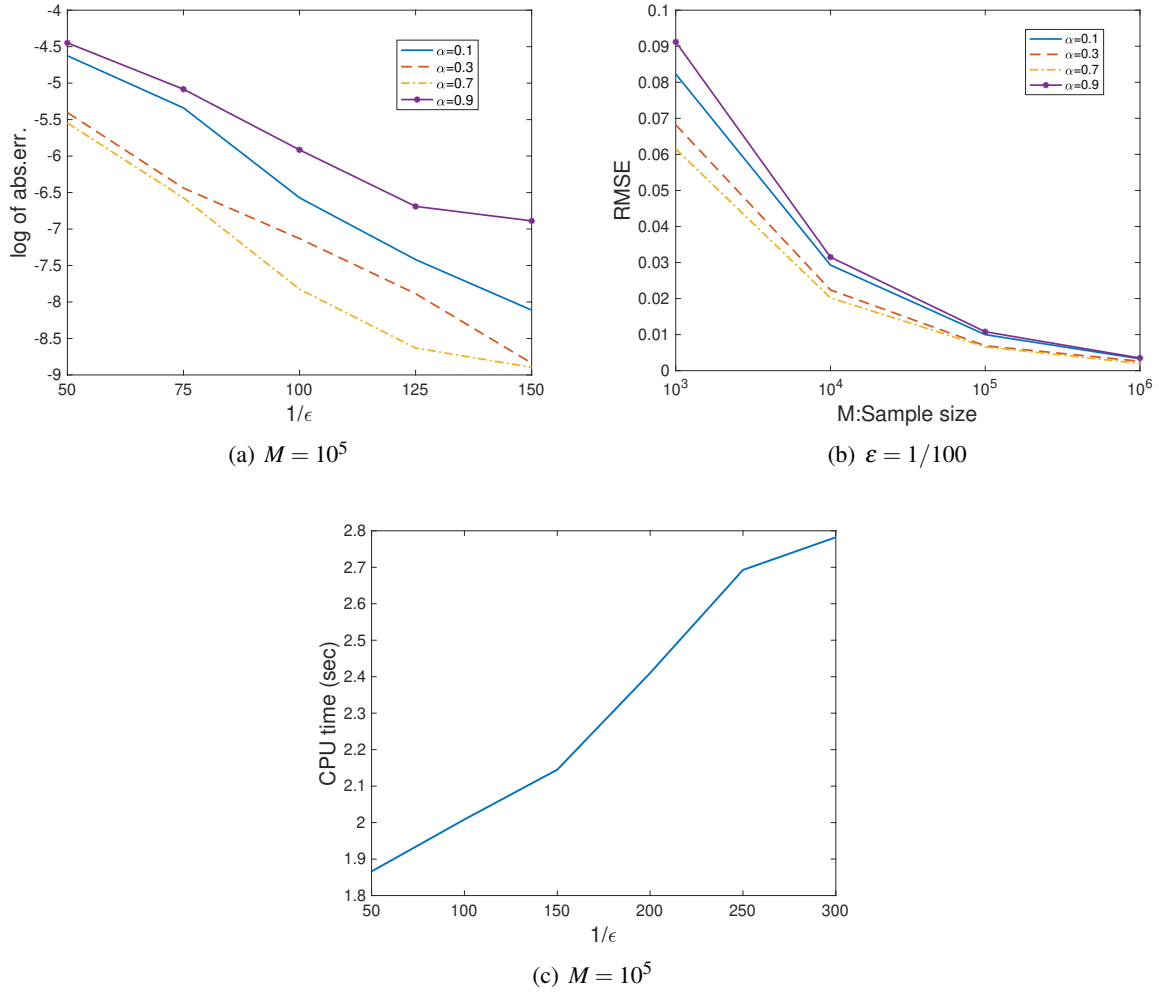 -4
-4.5
-5
-5.5
-6
-6.5
-7
-7.5
-8
-8.5
-9
log of abs.err.
50 75 100 125 150
1/ϵ
α=0.1
α=0.3
α=0.7
α=0.9
(a) M = 10^5
0.1
0.09
0.08
0.07
0.06
0.05
0.04
0.03
0.02
0.01
0
RMSE
10^3 10^4 10^5 10^6
M:Sample size
α=0.1
α=0.3
α=0.7
α=0.9
(b) ε = 1/100
2.8
2.7
2.6
2.5
2.4
2.3
2.2
2.1
2
1.9
1.8
CPU time (sec)
50 100 150 200 250 300
1/ϵ
(c) M = 10^5